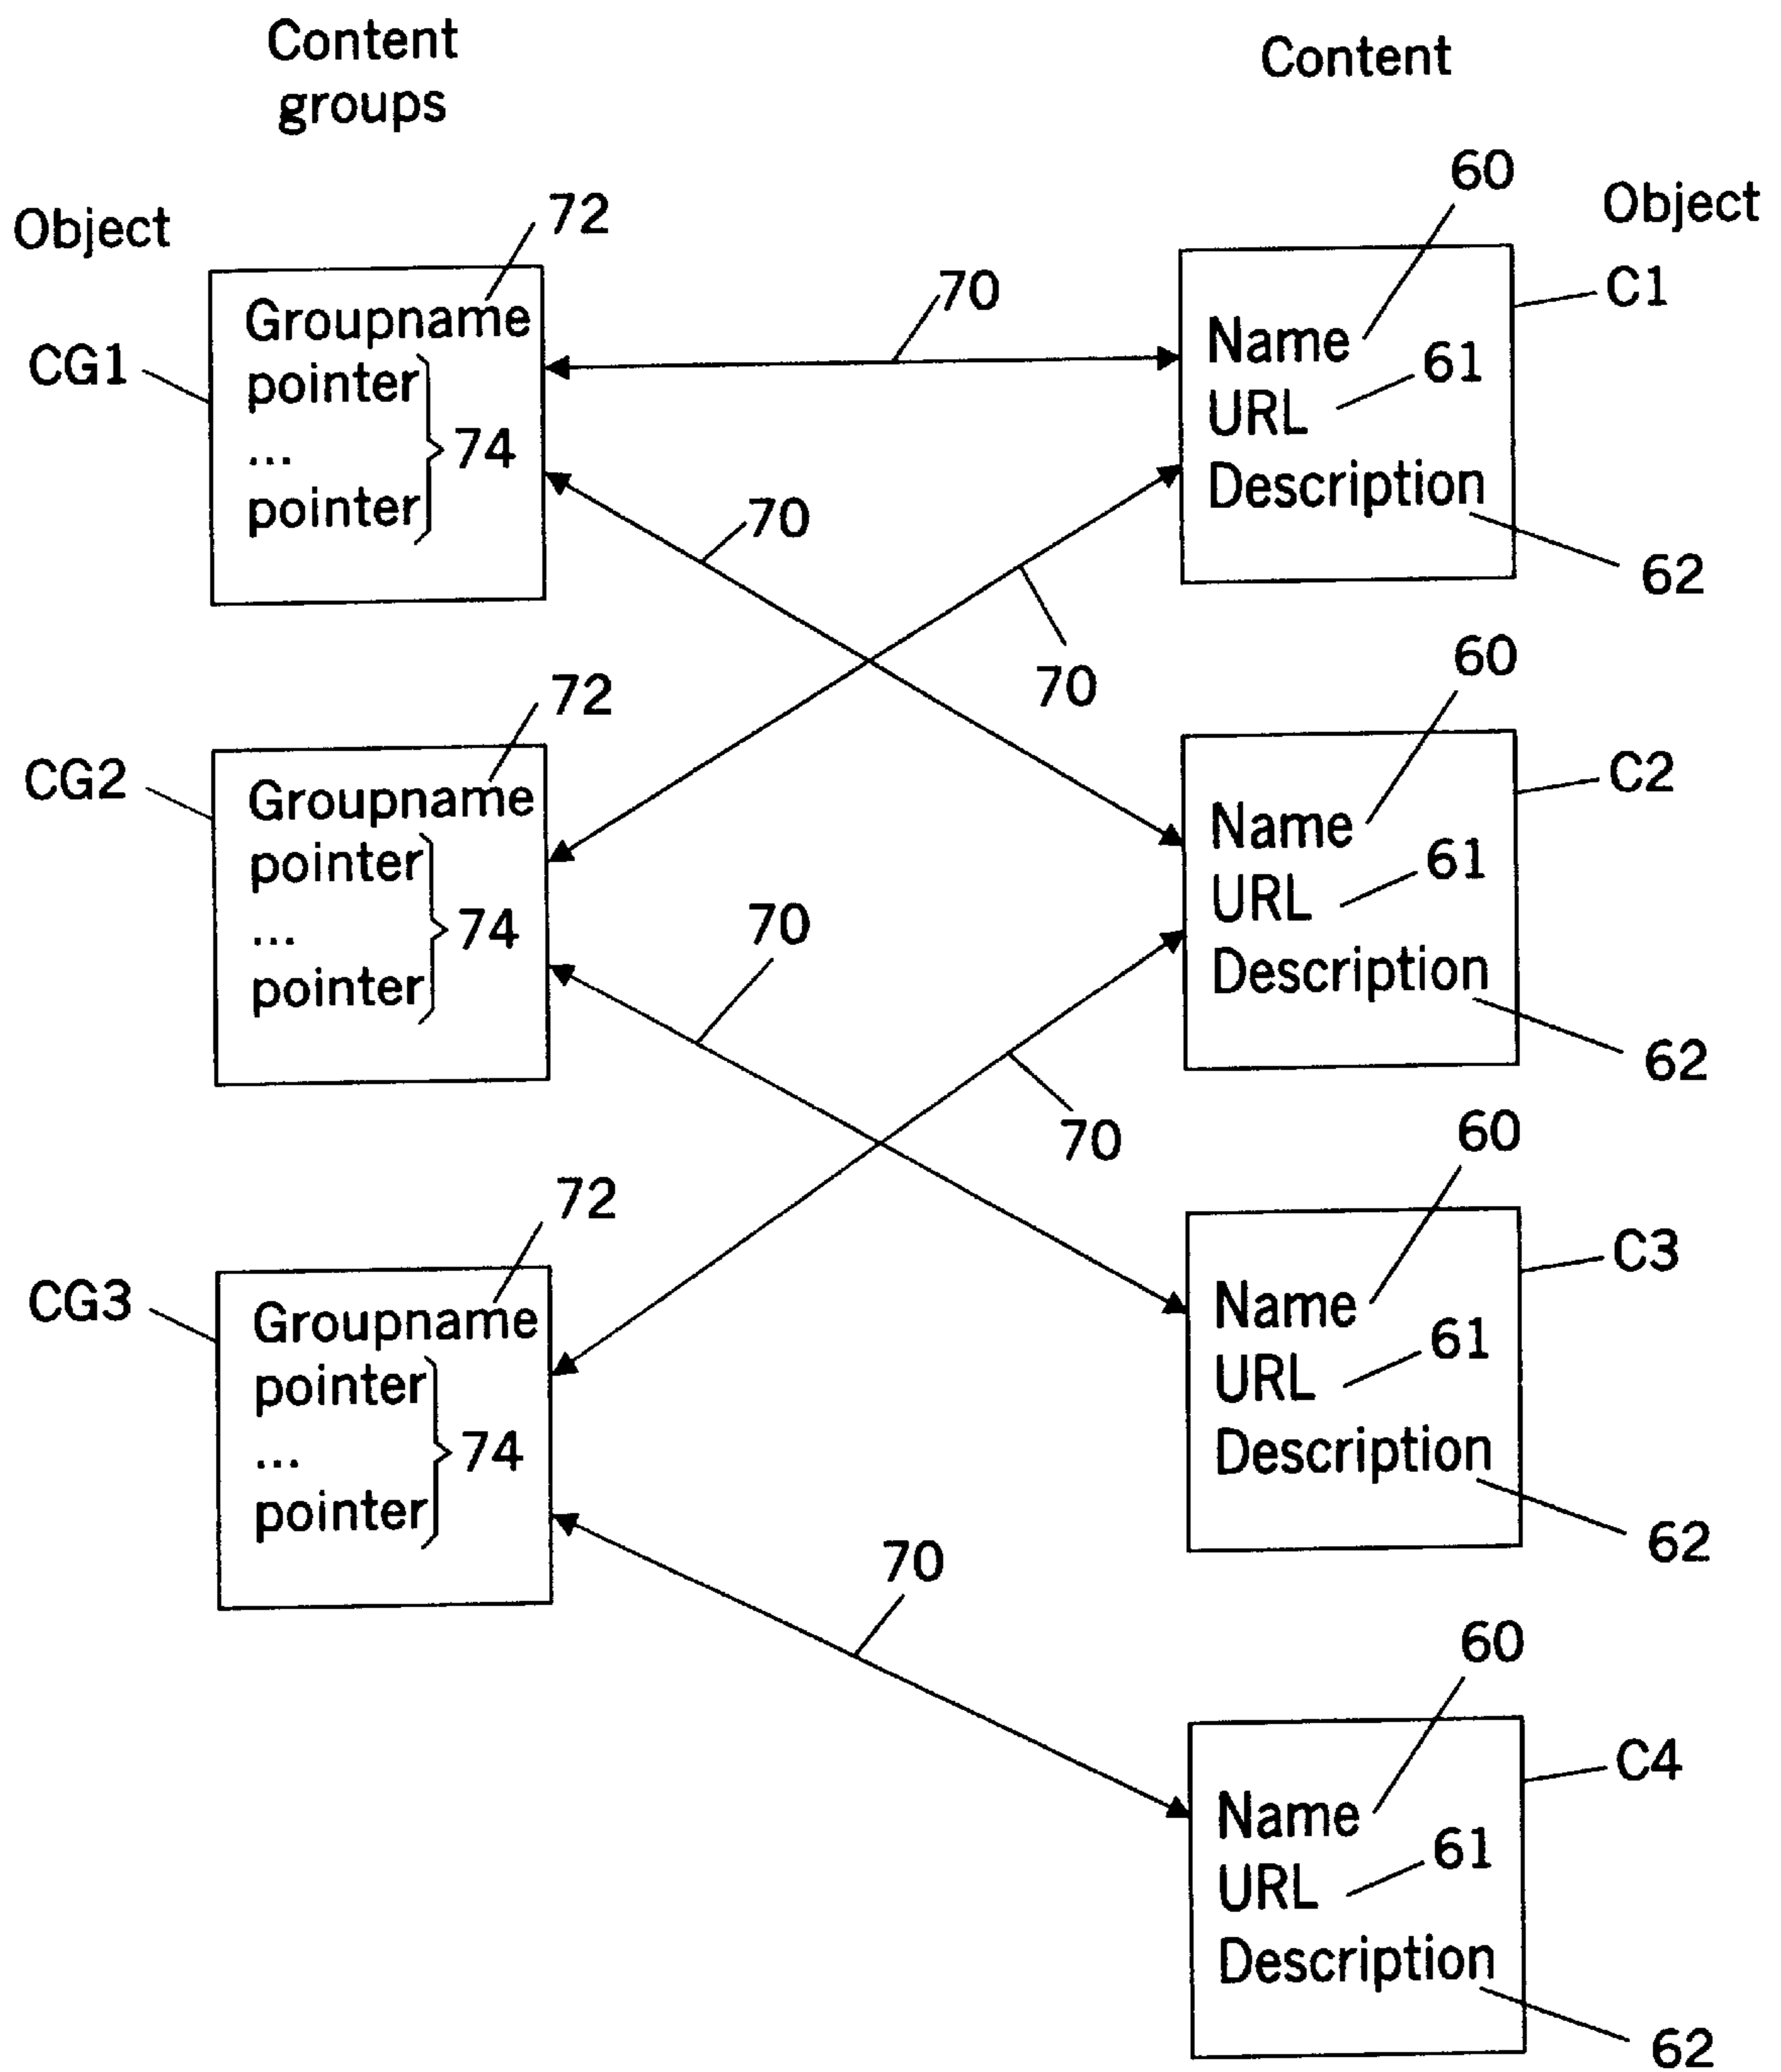 Content
groups
Content
Object
Object
72
Groupname
pointer
...
pointer
74
CG1
70
70
70
60
Name
61
URL
Description
62
C1
72
Groupname
pointer
...
pointer
74
CG2
70
70
60
Name
61
URL
Description
62
C2
72
Groupname
pointer
...
pointer
74
CG3
70
60
Name
61
URL
Description
62
C3
60
Name
61
URL
Description
62
C4